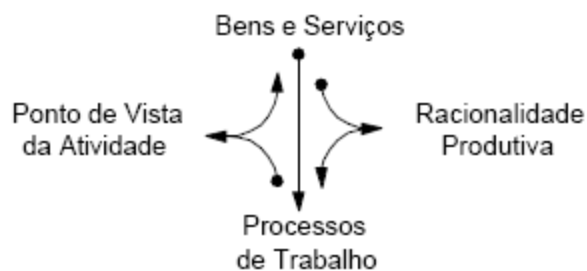 Bens e Serviços
Ponto de Vista
da Atividade
Racionalidade
Produtiva
Processos
de Trabalho